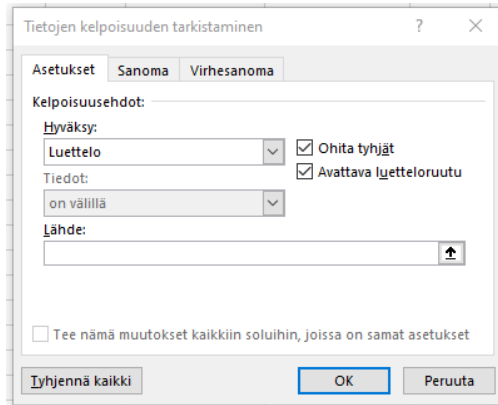 Tietojen kelpoisuuden tarkistaminen ? ×
Asetukset Sanoma Virhesanoma
Kelpoisuusehdot:
Hyväksy:
Luettelo
Ohita tyhjät
Avattava luetteloruutu
Tiedot:
on välillä
Lähde:
Tee nämä muutokset kaikkiin soluihin, joissa on samat asetukset
Tyhjennä kaikki OK Peruuta